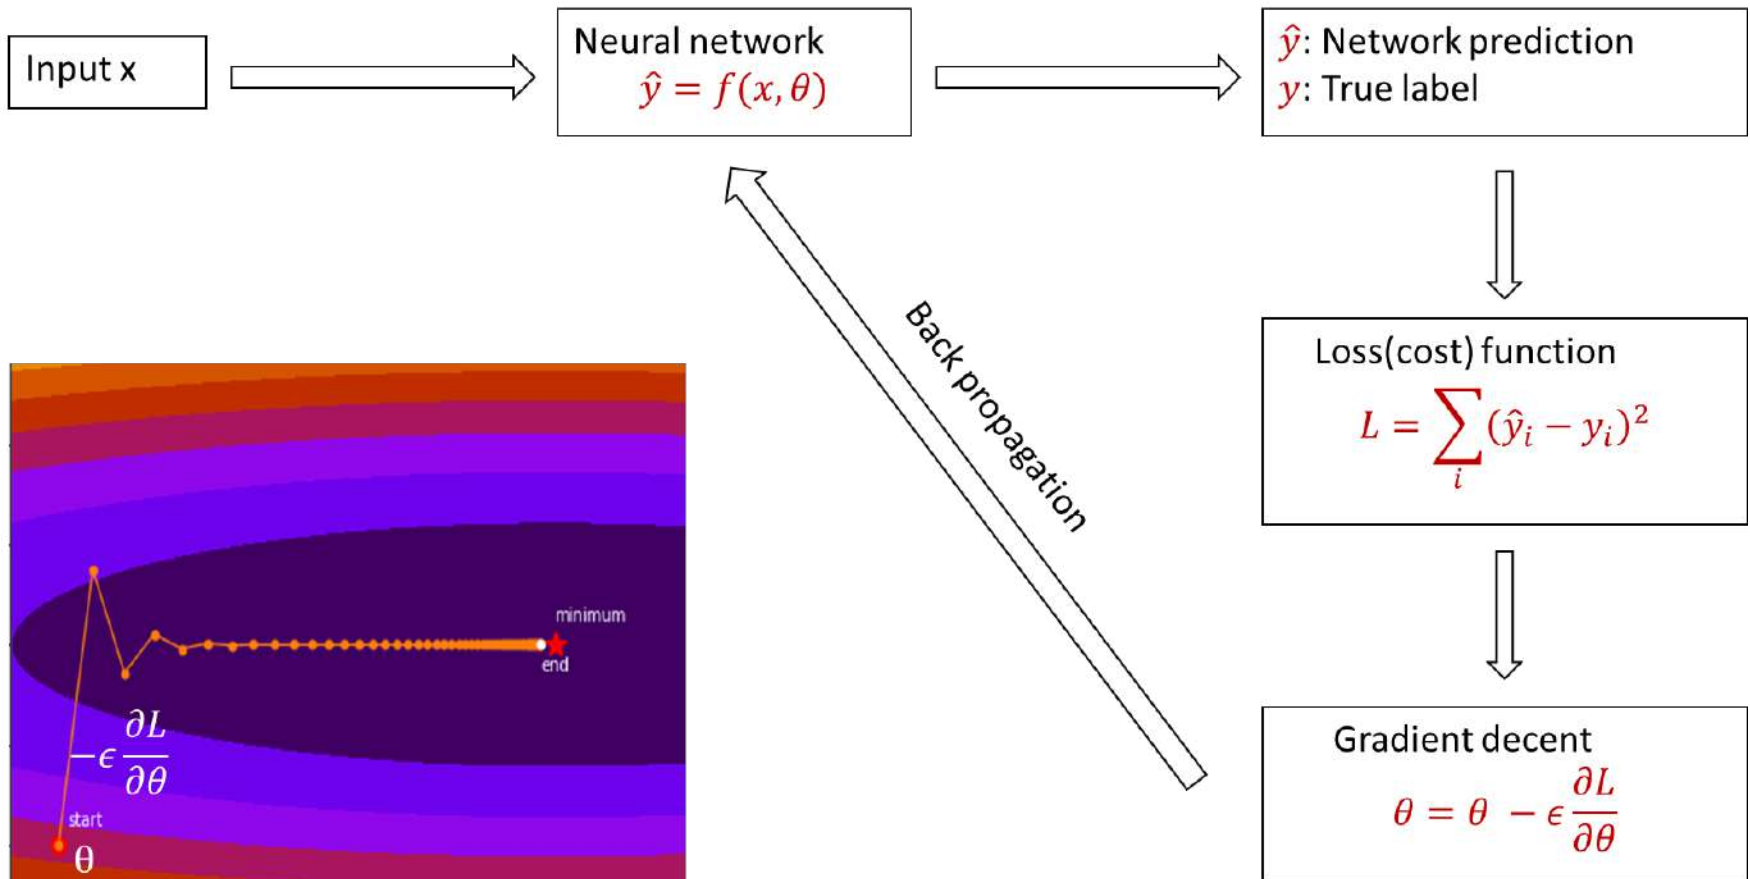 Input x
Neural network
ŷ = f(x, θ)
ŷ: Network prediction
y: True label
Loss(cost) function
L = ∑ᵢ (ŷᵢ − yᵢ)²
Gradient decent
θ = θ − ϵ ∂L/∂θ
Back propagation
minimum
end
−ϵ ∂L/∂θ
start
θ